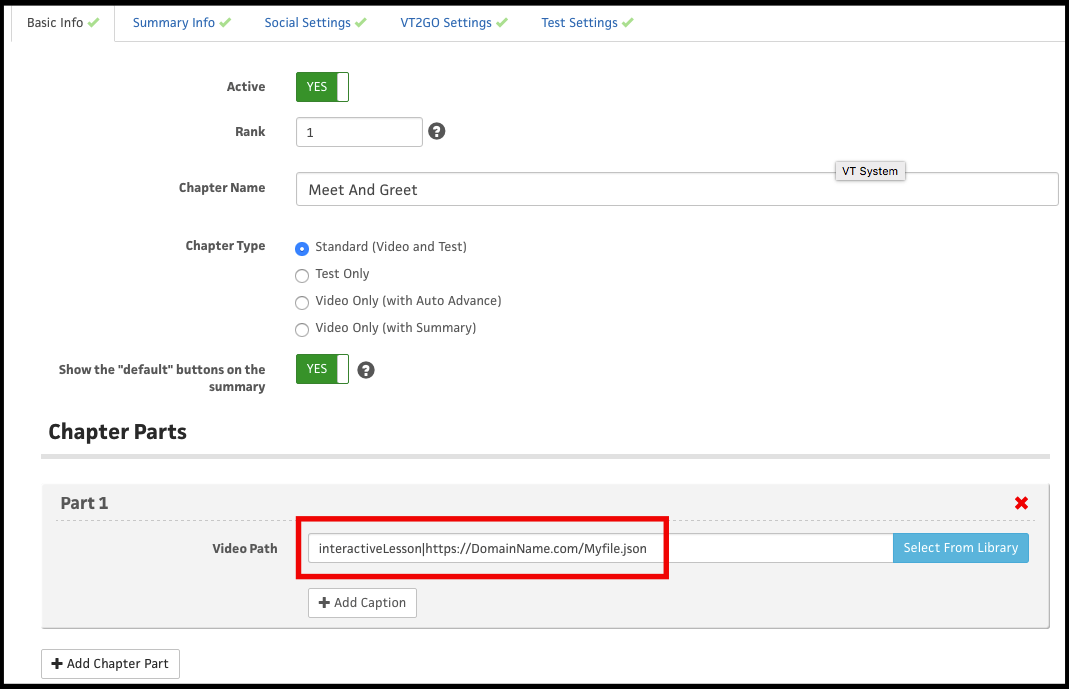 Basic Info
Summary Info
Social Settings
VT2GO Settings
Test Settings
Active
YES
Rank
1
?
VT System
Chapter Name
Meet And Greet
Chapter Type
Standard (Video and Test)
Test Only
Video Only (with Auto Advance)
Video Only (with Summary)
Show the "default" buttons on the
summary
YES
?
Chapter Parts
Part 1
Video Path
interactiveLesson|https://DomainName.com/Myfile.json
Select From Library
Add Caption
Add Chapter Part